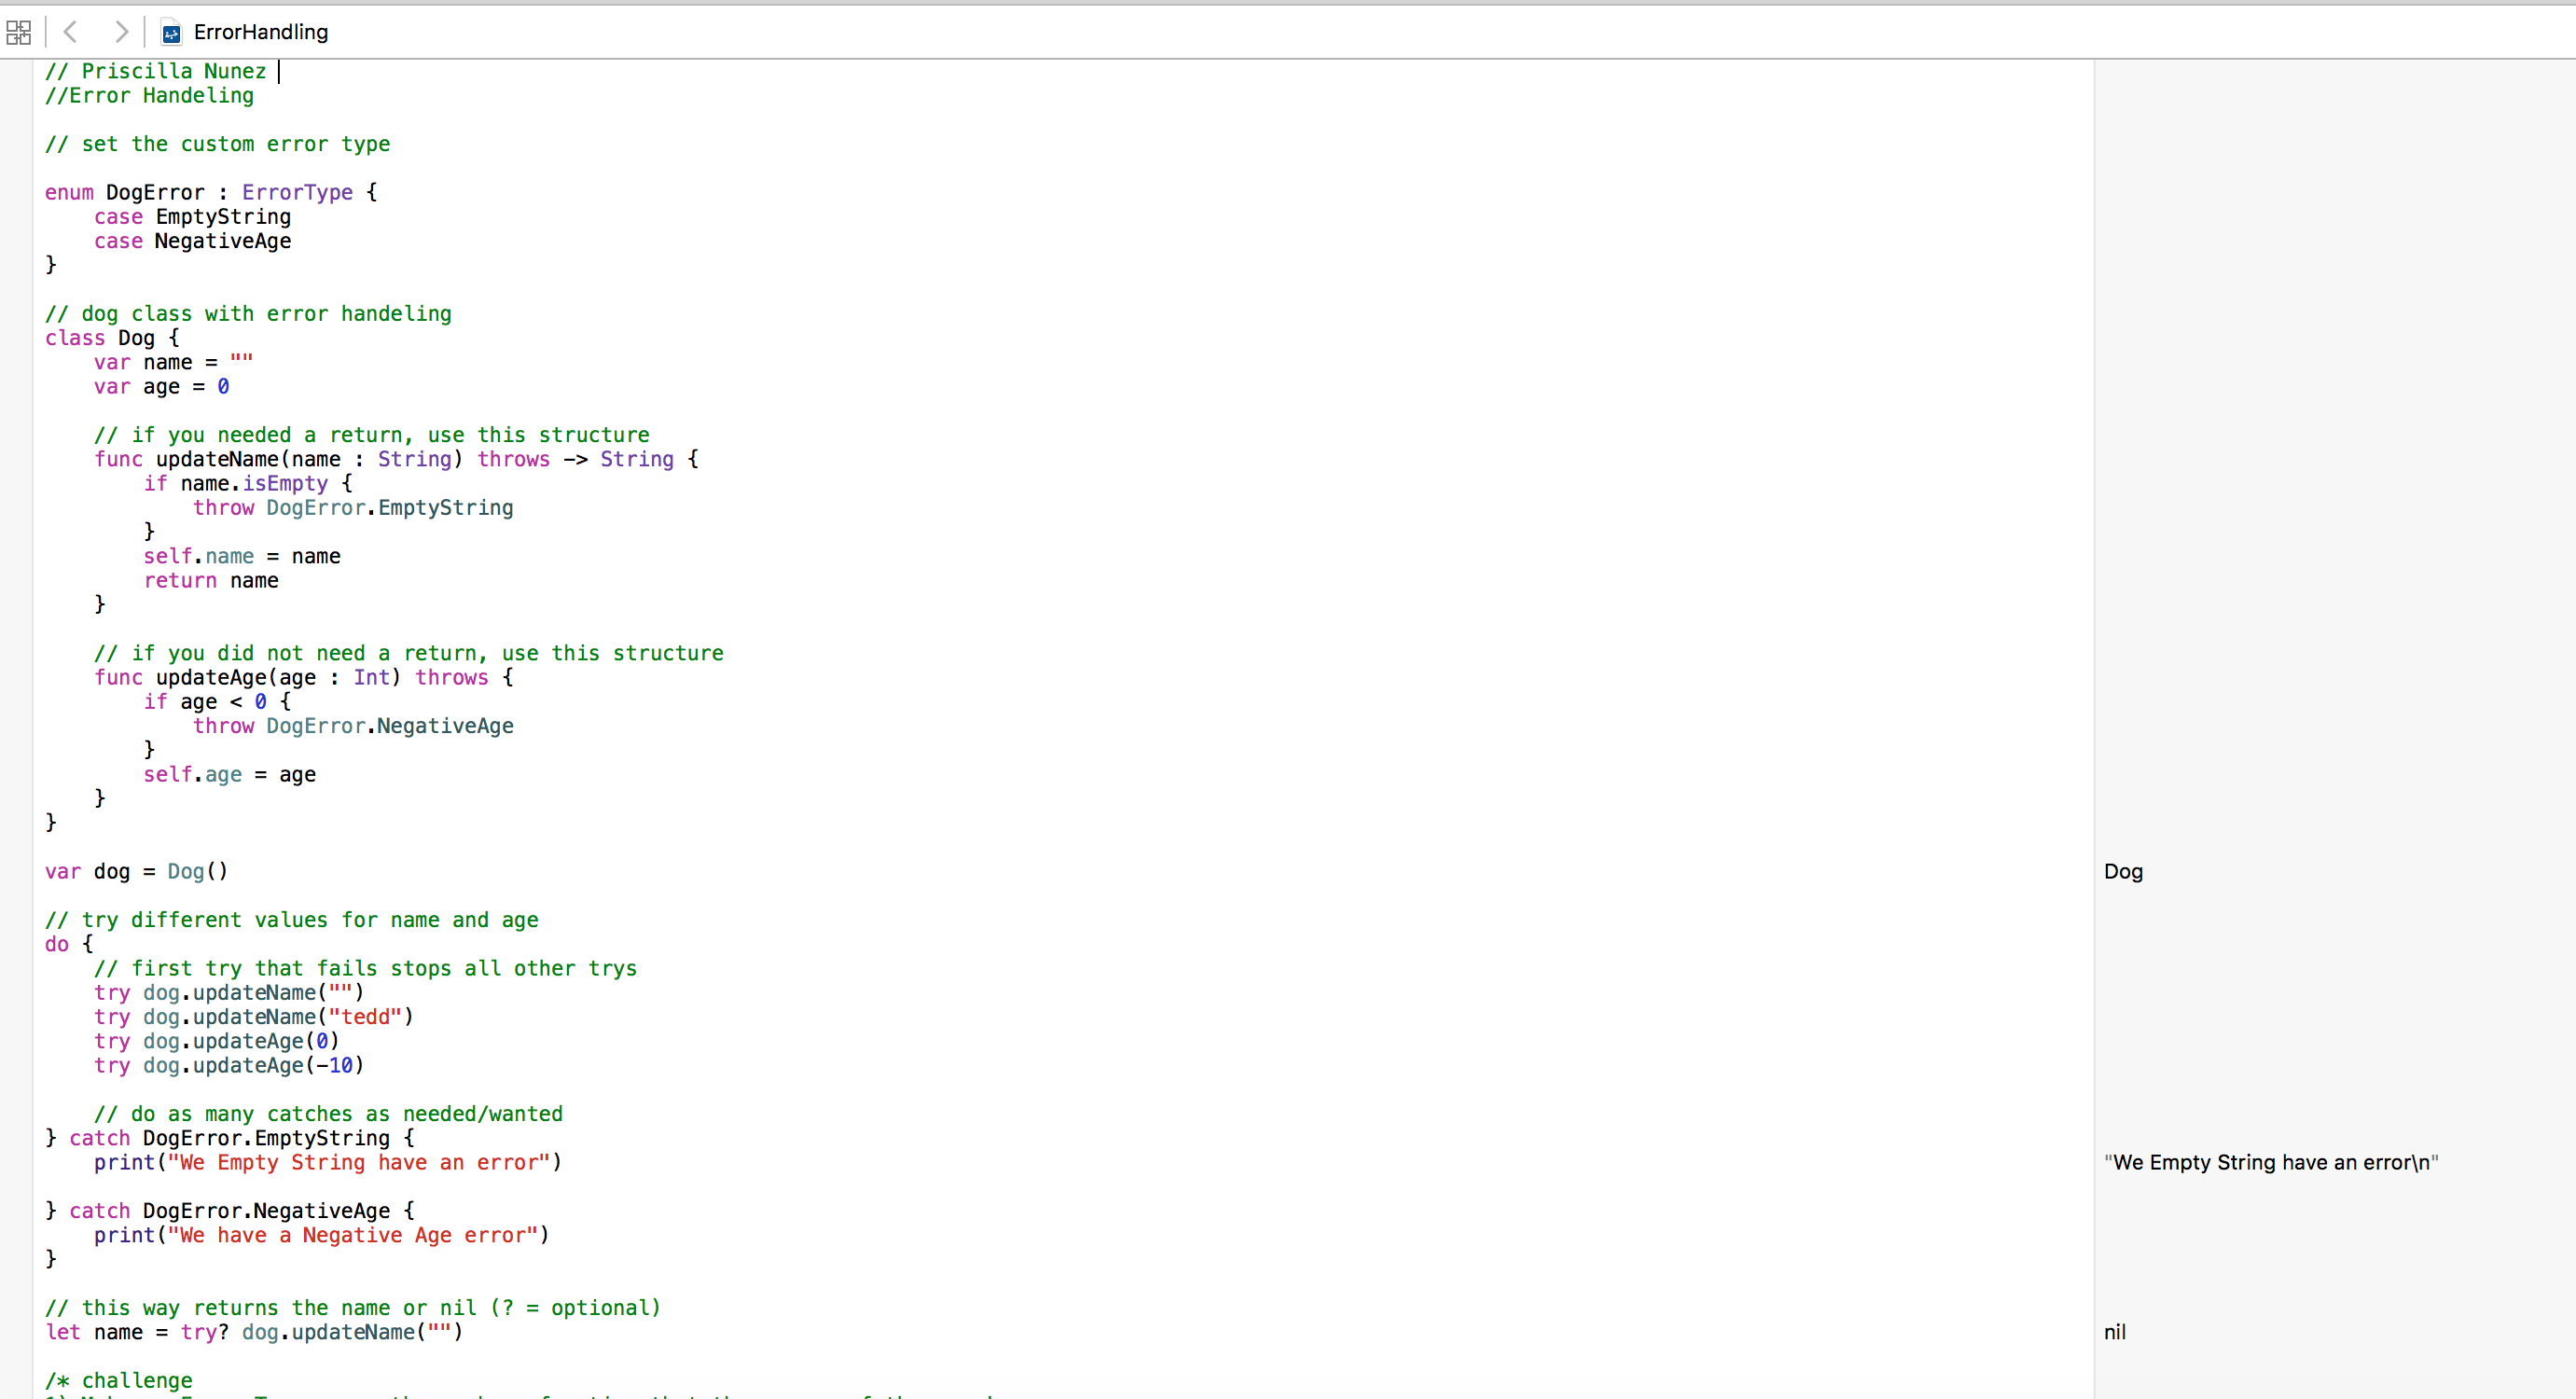 ErrorHandling
// Priscilla Nunez
//Error Handeling
// set the custom error type
enum DogError : ErrorType {
case EmptyString
case NegativeAge
}
// dog class with error handeling
class Dog {
var name = ""
var age = 0
// if you needed a return, use this structure
func updateName(name : String) throws -> String {
if name.isEmpty {
throw DogError.EmptyString
}
self.name = name
return name
}
// if you did not need a return, use this structure
func updateAge(age : Int) throws {
if age < 0 {
throw DogError.NegativeAge
}
self.age = age
}
}
var dog = Dog()
Dog
// try different values for name and age
do {
// first try that fails stops all other trys
try dog.updateName("")
try dog.updateName("tedd")
try dog.updateAge(0)
try dog.updateAge(-10)
// do as many catches as needed/wanted
} catch DogError.EmptyString {
print("We Empty String have an error")
"We Empty String have an error\n"
} catch DogError.NegativeAge {
print("We have a Negative Age error")
}
// this way returns the name or nil (? = optional)
let name = try? dog.updateName("")
nil
/* challenge